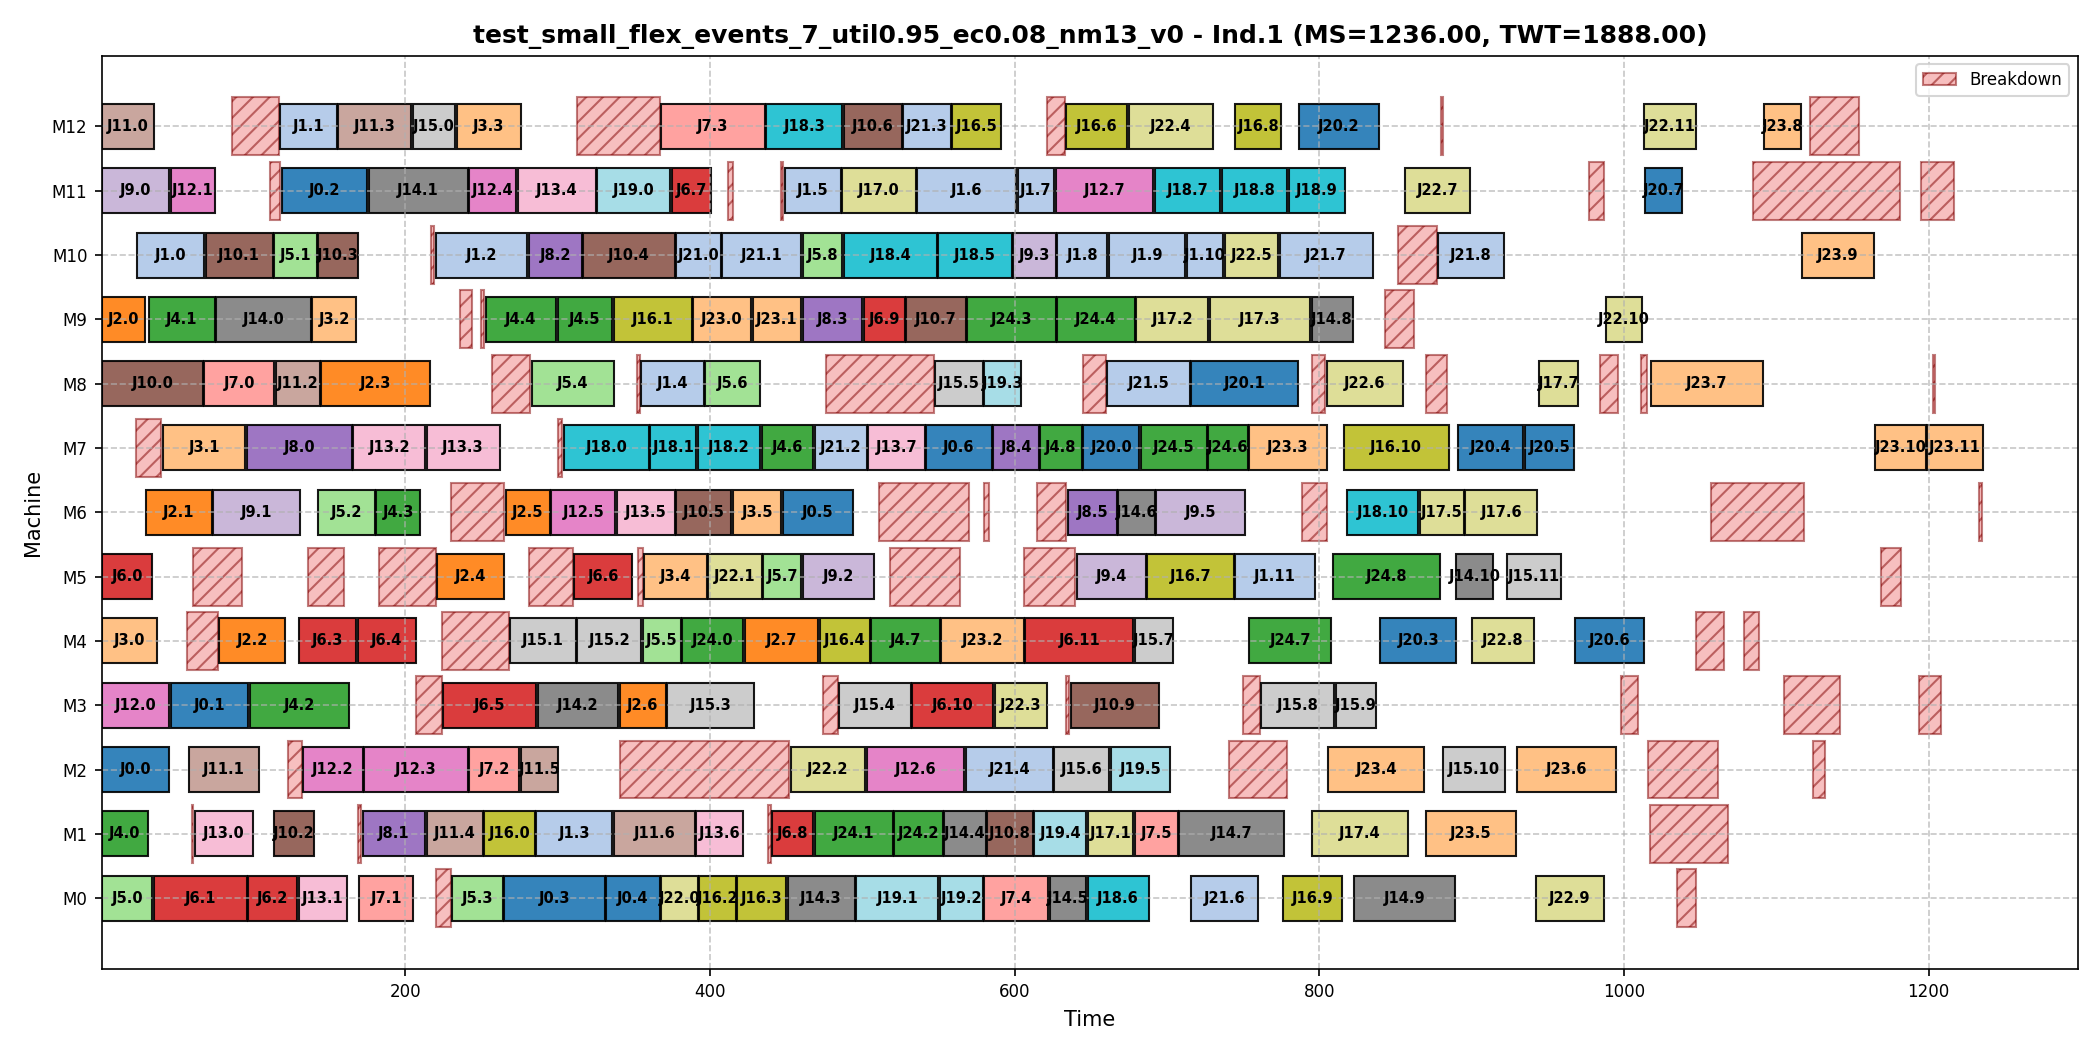 test_small_flex_events_7_util0.95_ec0.08_nm13_v0 - Ind.1 (MS=1236.00, TWT=1888.00)
Breakdown
M12 J11.0 J1.1 J11.3 J15.0 J3.3 J7.3 J18.3 J10.6 J21.3 J16.5 J16.6 J22.4 J16.8 J20.2 J22.11 J23.8
M11 J9.0 J12.1 J0.2 J14.1 J12.4 J13.4 J19.0 J6.7 J1.5 J17.0 J1.6 J1.7 J12.7 J18.7 J18.8 J18.9 J22.7 J20.7
M10 J1.0 J10.1 J5.1 J10.3 J1.2 J8.2 J10.4 J21.0 J21.1 J5.8 J18.4 J18.5 J9.3 J1.8 J1.9 J1.10 J22.5 J21.7 J21.8 J23.9
M9 J2.0 J4.1 J14.0 J3.2 J4.4 J4.5 J16.1 J23.0 J23.1 J8.3 J6.9 J10.7 J24.3 J24.4 J17.2 J17.3 J14.8 J22.10
M8 J10.0 J7.0 J11.2 J2.3 J5.4 J1.4 J5.6 J15.5 J19.3 J21.5 J20.1 J22.6 J17.7 J23.7
M7 J3.1 J8.0 J13.2 J13.3 J18.0 J18.1 J18.2 J4.6 J21.2 J13.7 J0.6 J8.4 J4.8 J20.0 J24.5 J24.6 J23.3 J16.10 J20.4 J20.5 J23.10 J23.11
M6 J2.1 J9.1 J5.2 J4.3 J2.5 J12.5 J13.5 J10.5 J3.5 J0.5 J8.5 J14.6 J9.5 J18.10 J17.5 J17.6
M5 J6.0 J2.4 J6.6 J3.4 J22.1 J5.7 J9.2 J9.4 J16.7 J1.11 J24.8 J14.10 J15.11
M4 J3.0 J2.2 J6.3 J6.4 J15.1 J15.2 J5.5 J24.0 J2.7 J16.4 J4.7 J23.2 J6.11 J15.7 J24.7 J20.3 J22.8 J20.6
M3 J12.0 J0.1 J4.2 J6.5 J14.2 J2.6 J15.3 J15.4 J6.10 J22.3 J10.9 J15.8 J15.9
M2 J0.0 J11.1 J12.2 J12.3 J7.2 J11.5 J22.2 J12.6 J21.4 J15.6 J19.5 J23.4 J15.10 J23.6
M1 J4.0 J13.0 J10.2 J8.1 J11.4 J16.0 J1.3 J11.6 J13.6 J6.8 J24.1 J24.2 J14.4 J10.8 J19.4 J17.1 J7.5 J14.7 J17.4 J23.5
M0 J5.0 J6.1 J6.2 J13.1 J7.1 J5.3 J0.3 J0.4 J22.0 J16.2 J16.3 J14.3 J19.1 J19.2 J7.4 J14.5 J18.6 J21.6 J16.9 J14.9 J22.9
200 400 600 800 1000 1200
Time
Machine